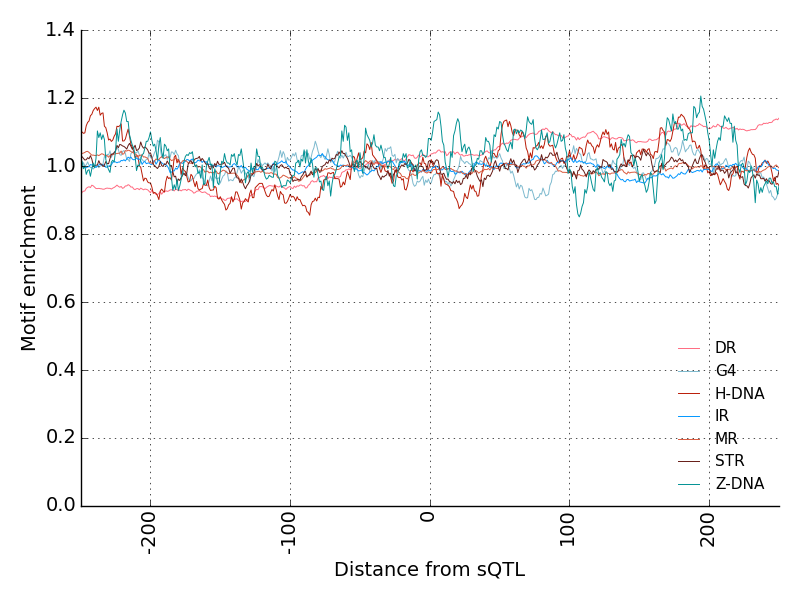 1.4
1.2
1.0
0.8
0.6
0.4
0.2
0.0
Motif enrichment
DR
G4
H-DNA
IR
MR
STR
Z-DNA
-200
-100
0
100
200
Distance from sQTL